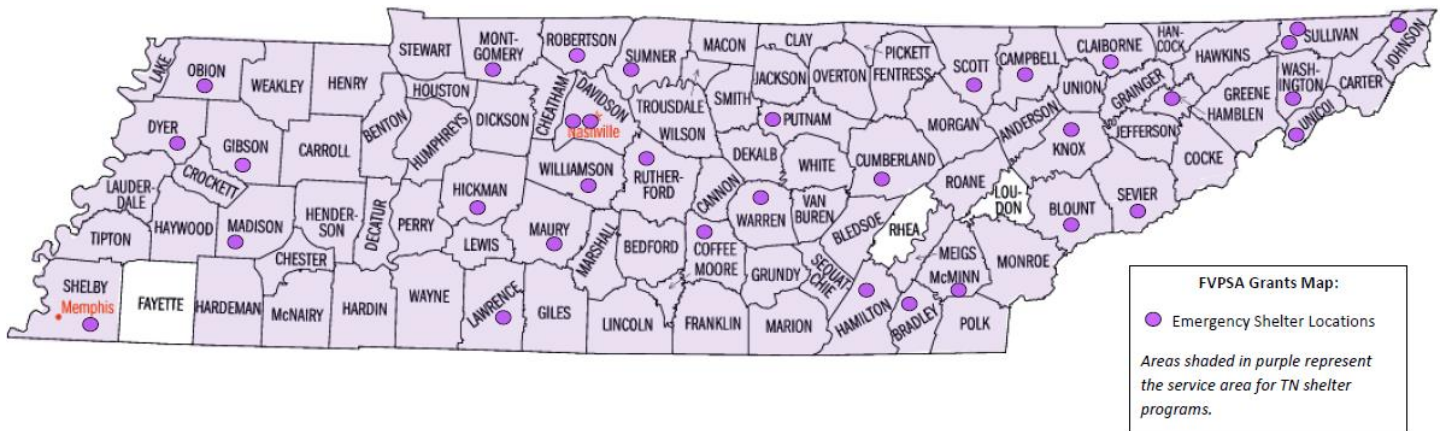 LAKE
OBION
WEAKLEY
HENRY
STEWART
MONT-
GOMERY
ROBERTSON
SUMNER
MACON
CLAY
PICKETT
FENTRESS
SCOTT
CAMPBELL
CLAIBORNE
HAN-
COCK
HAWKINS
SULLIVAN
JOHNSON
CARTER
WASH-
INGTON
UNICOI
GREENE
HAMBLEN
GRAINGER
UNION
ANDERSON
MORGAN
OVERTON
JACKSON
SMITH
TROUSDALE
WILSON
DAVIDSON
Nashville
CHEATHAM
DICKSON
HOUSTON
HUMPHREYS
BENTON
CARROLL
GIBSON
DYER
CROCKETT
LAUDER-
DALE
HAYWOOD
MADISON
HENDER-
SON
DECATUR
PERRY
HICKMAN
WILLIAMSON
RUTHER-
FORD
CANNON
DEKALB
PUTNAM
WHITE
CUMBERLAND
ROANE
LOU-
DON
KNOX
JEFFERSON
COCKE
SEVIER
BLOUNT
MONROE
MEIGS
McMINN
RHEA
BLEDSOE
VAN
BUREN
WARREN
COFFEE
MOORE
BEDFORD
MARSHALL
MAURY
LEWIS
CHESTER
TIPTON
SHELBY
Memphis
FAYETTE
HARDEMAN
McNAIRY
HARDIN
WAYNE
LAWRENCE
GILES
LINCOLN
FRANKLIN
GRUNDY
SEQUAT-
CHIE
MARION
HAMILTON
BRADLEY
POLK
FVPSA Grants Map:
Emergency Shelter Locations
Areas shaded in purple represent
the service area for TN shelter
programs.